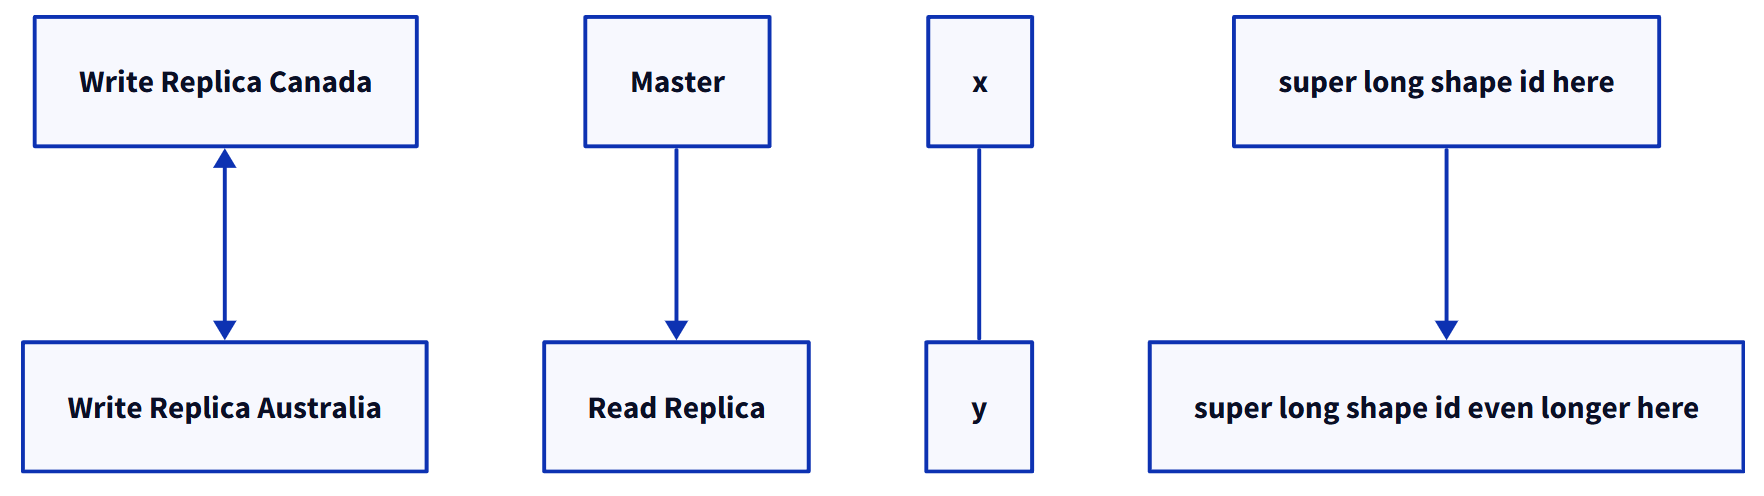 Write Replica Canada
Master
x
super long shape id here
Write Replica Australia
Read Replica
y
super long shape id even longer here